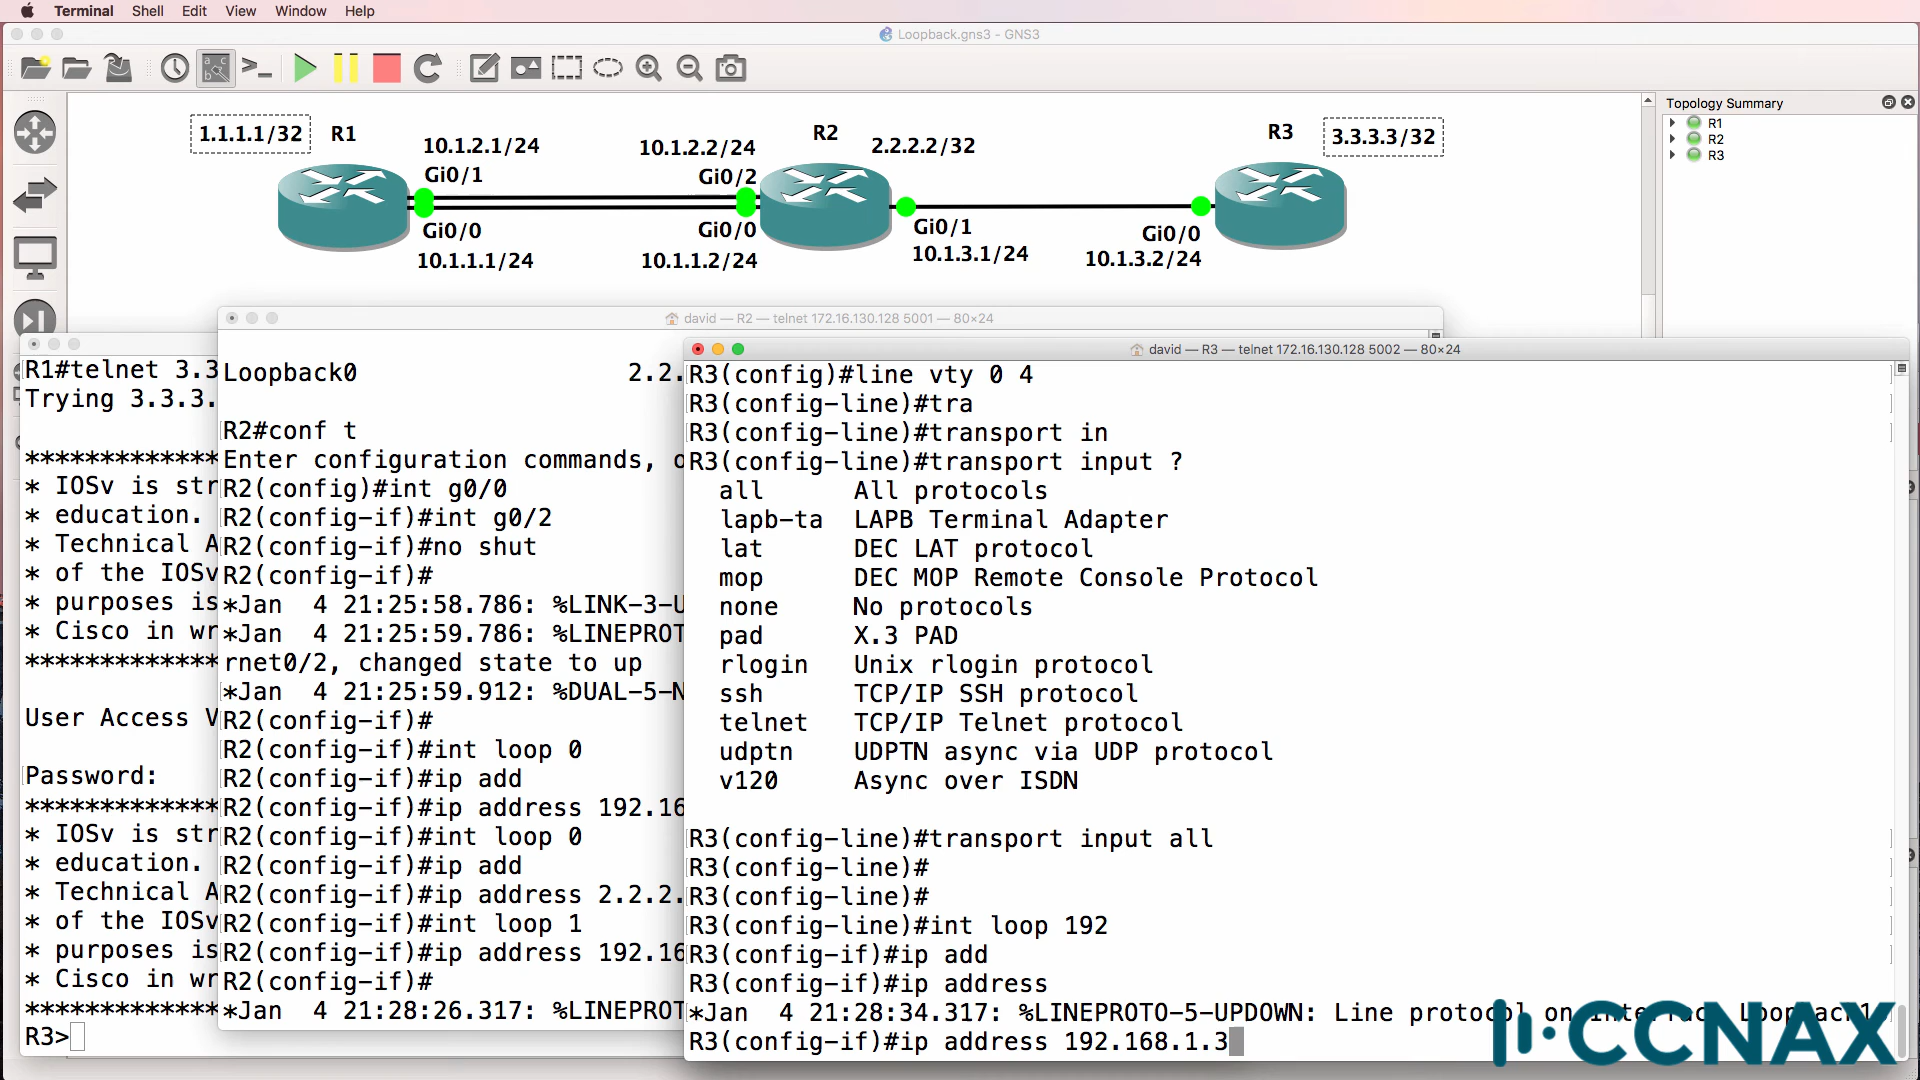 Terminal Shell Edit View Window Help
Loopback.gns3 - GNS3
Topology Summary
R1
R2
R3
1.1.1.1/32
R1
10.1.2.1/24
Gi0/1
Gi0/0
10.1.1.1/24
10.1.2.2/24
Gi0/2
Gi0/0
10.1.1.2/24
R2
2.2.2.2/32
Gi0/1
10.1.3.1/24
R3
3.3.3.3/32
Gi0/0
10.1.3.2/24
R1#telnet 3.3
Trying 3.3.3.
*************
* IOSv is str
* education.
* Technical A
* of the IOSv
* purposes is
* Cisco in wr
*************
User Access V
Password:
*************
* IOSv is str
* education.
* Technical A
* of the IOSv
* purposes is
* Cisco in wr
*************
R3>
david — R2 — telnet 172.16.130.128 5001 — 80×24
Loopback0 2.2.
R2#conf t
Enter configuration commands, o
R2(config)#int g0/0
R2(config-if)#int g0/2
R2(config-if)#no shut
R2(config-if)#
*Jan  4 21:25:58.786: %LINK-3-U
*Jan  4 21:25:59.786: %LINEPROT
rnet0/2, changed state to up
*Jan  4 21:25:59.912: %DUAL-5-N
R2(config-if)#
R2(config-if)#int loop 0
R2(config-if)#ip add
R2(config-if)#ip address 192.16
R2(config-if)#int loop 0
R2(config-if)#ip add
R2(config-if)#ip address 2.2.2.
R2(config-if)#int loop 1
R2(config-if)#ip address 192.16
R2(config-if)#
*Jan  4 21:28:26.317: %LINEPROT
david — R3 — telnet 172.16.130.128 5002 — 80×24
R3(config)#line vty 0 4
R3(config-line)#tra
R3(config-line)#transport in
R3(config-line)#transport input ?
all All protocols
lapb-ta LAPB Terminal Adapter
lat DEC LAT protocol
mop DEC MOP Remote Console Protocol
none No protocols
pad X.3 PAD
rlogin Unix rlogin protocol
ssh TCP/IP SSH protocol
telnet TCP/IP Telnet protocol
udptn UDPTN async via UDP protocol
v120 Async over ISDN
R3(config-line)#transport input all
R3(config-line)#
R3(config-line)#
R3(config-line)#int loop 192
R3(config-if)#ip add
R3(config-if)#ip address
*Jan  4 21:28:34.317: %LINEPROTO-5-UPDOWN: Line protocol on Interface Loopback1
R3(config-if)#ip address 192.168.1.3
CCNAX